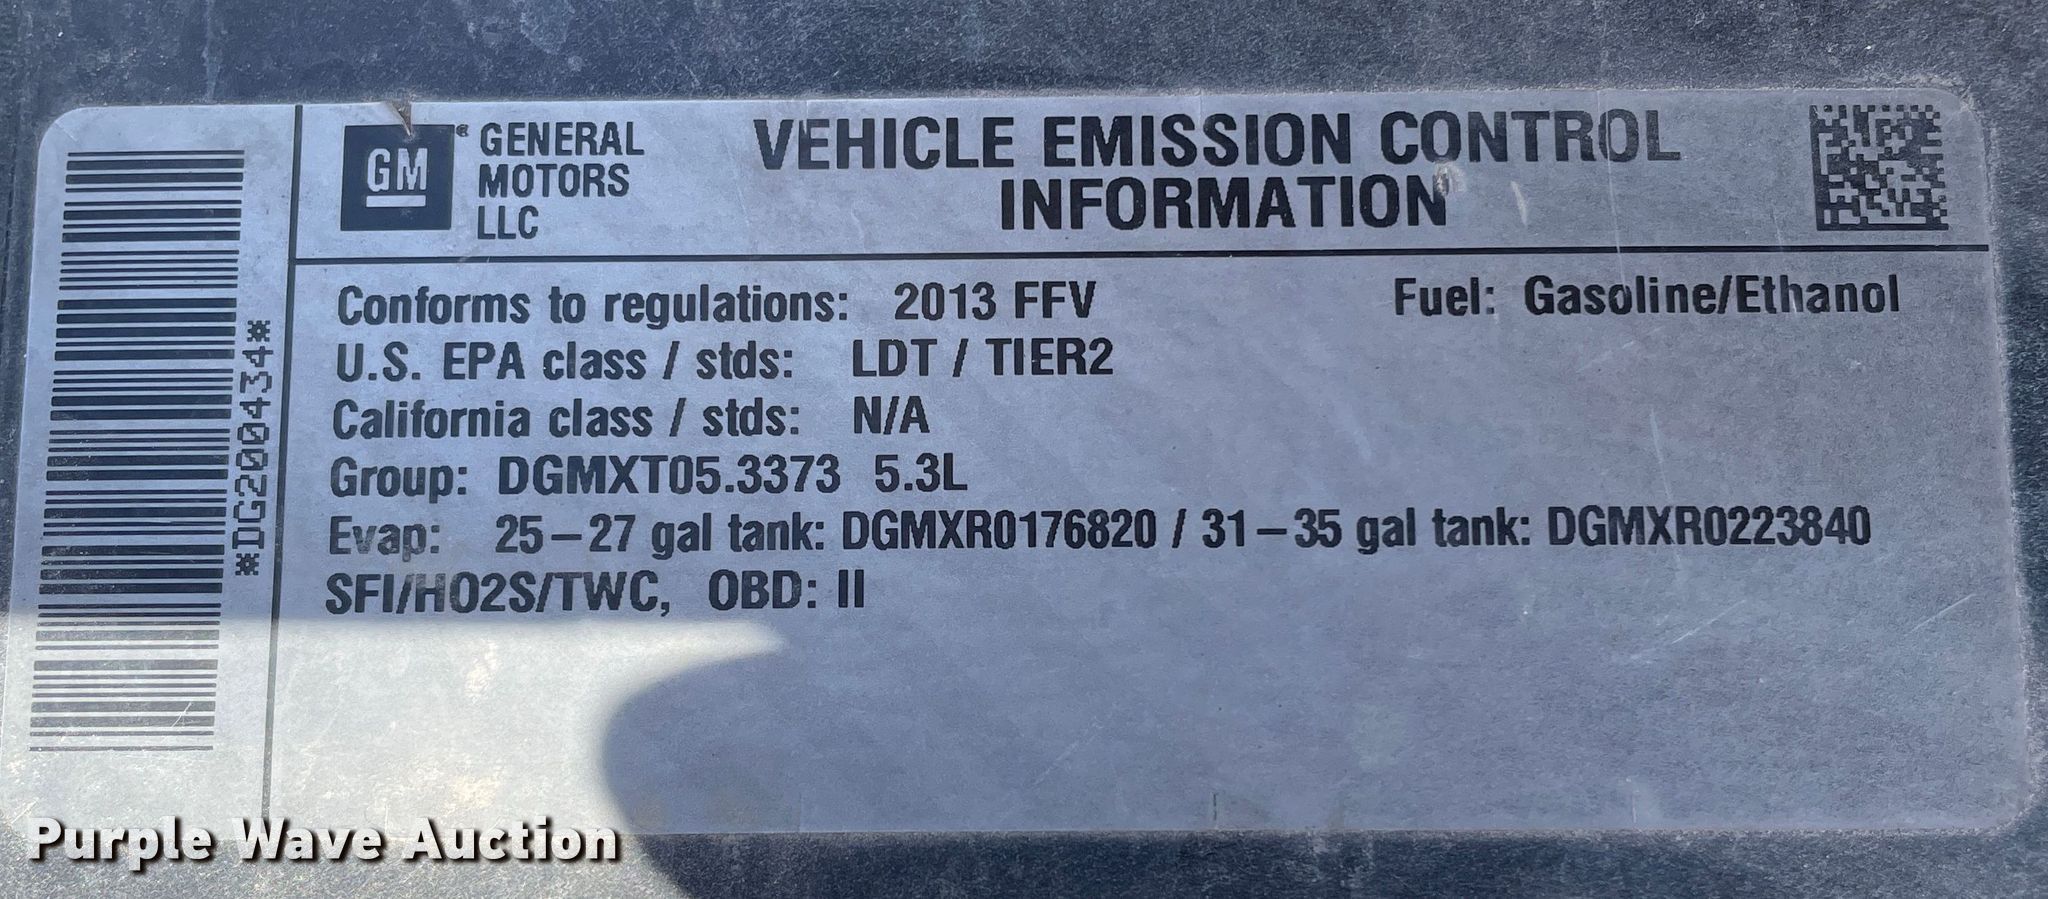 *DG200434*
GM® GENERAL
MOTORS
LLC
VEHICLE EMISSION CONTROL
INFORMATION
Conforms to regulations: 2013 FFV Fuel: Gasoline/Ethanol
U.S. EPA class / stds: LDT / TIER2
California class / stds: N/A
Group: DGMXT05.3373 5.3L
Evap: 25–27 gal tank: DGMXR0176820 / 31–35 gal tank: DGMXR0223840
SFI/HO2S/TWC, OBD: II
Purple Wave Auction